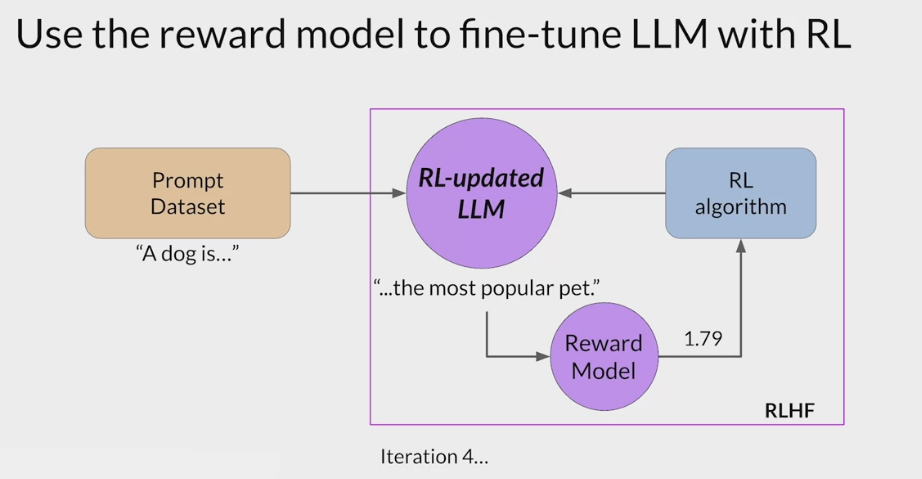 Use the reward model to fine-tune LLM with RL
Prompt
Dataset
“A dog is...”
RL-updated
LLM
RL
algorithm
“...the most popular pet.”
Reward
Model
1.79
RLHF
Iteration 4...